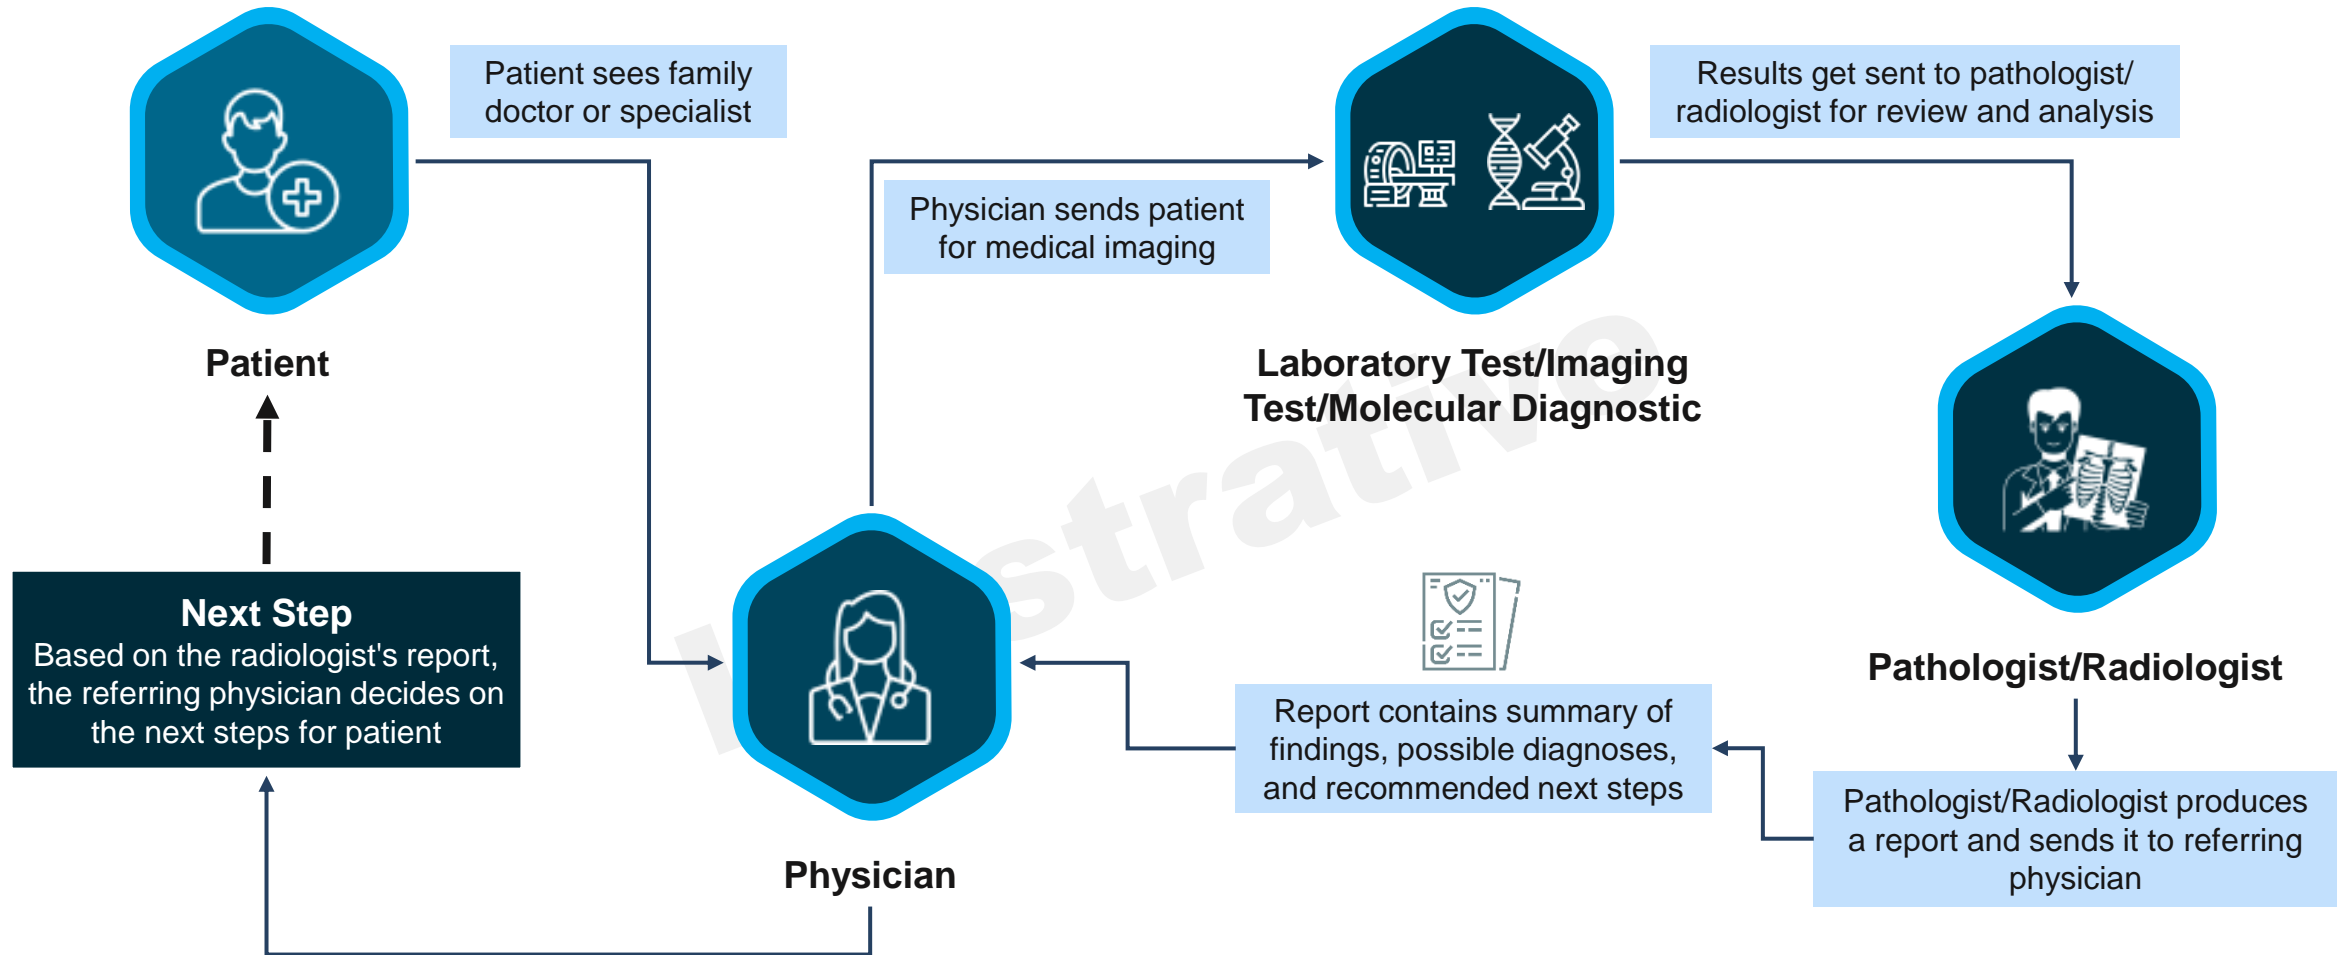 Patient sees family
doctor or specialist
Results get sent to pathologist/
radiologist for review and analysis
Physician sends patient
for medical imaging
Patient
Laboratory Test/Imaging
Test/Molecular Diagnostic
Next Step
Based on the radiologist's report,
the referring physician decides on
the next steps for patient
Pathologist/Radiologist
Report contains summary of
findings, possible diagnoses,
and recommended next steps
Pathologist/Radiologist produces
a report and sends it to referring
physician
Physician